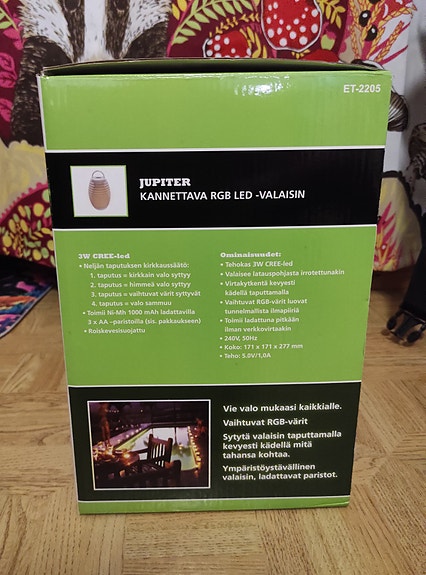 ET-2205
JUPITER
KANNETTAVA RGB LED -VALAISIN
3W CREE-led
• Neljän taputuksen kirkkaussäätö:
1. taputus = kirkkain valo syttyy
2. taputus = himmeä valo syttyy
3. taputus = vaihtuvat värit syttyvät
4. taputus = valo sammuu
• Toimii Ni-Mh 1000 mAh ladattavilla
3 x AA -paristoilla (sis. pakkaukseen)
• Roiskevesisuojattu
Ominaisuudet:
• Tehokas 3W CREE-led
• Valaisee latauspohjasta irrotettunakin
• Virtakytkentä kevyesti
kädellä taputtamalla
• Vaihtuvat RGB-värit luovat
tunnelmallista ilmapiiriä
• Toimii ladattuna pitkään
ilman verkkovirtaakin
• 240V, 50Hz
• Koko: 171 x 171 x 277 mm
• Teho: 5.0V/1,0A
Vie valo mukaasi kaikkialle.
Vaihtuvat RGB-värit
Sytytä valaisin taputtamalla
kevyesti kädellä mitä
tahansa kohtaa.
Ympäristöystävällinen
valaisin, ladattavat paristot.